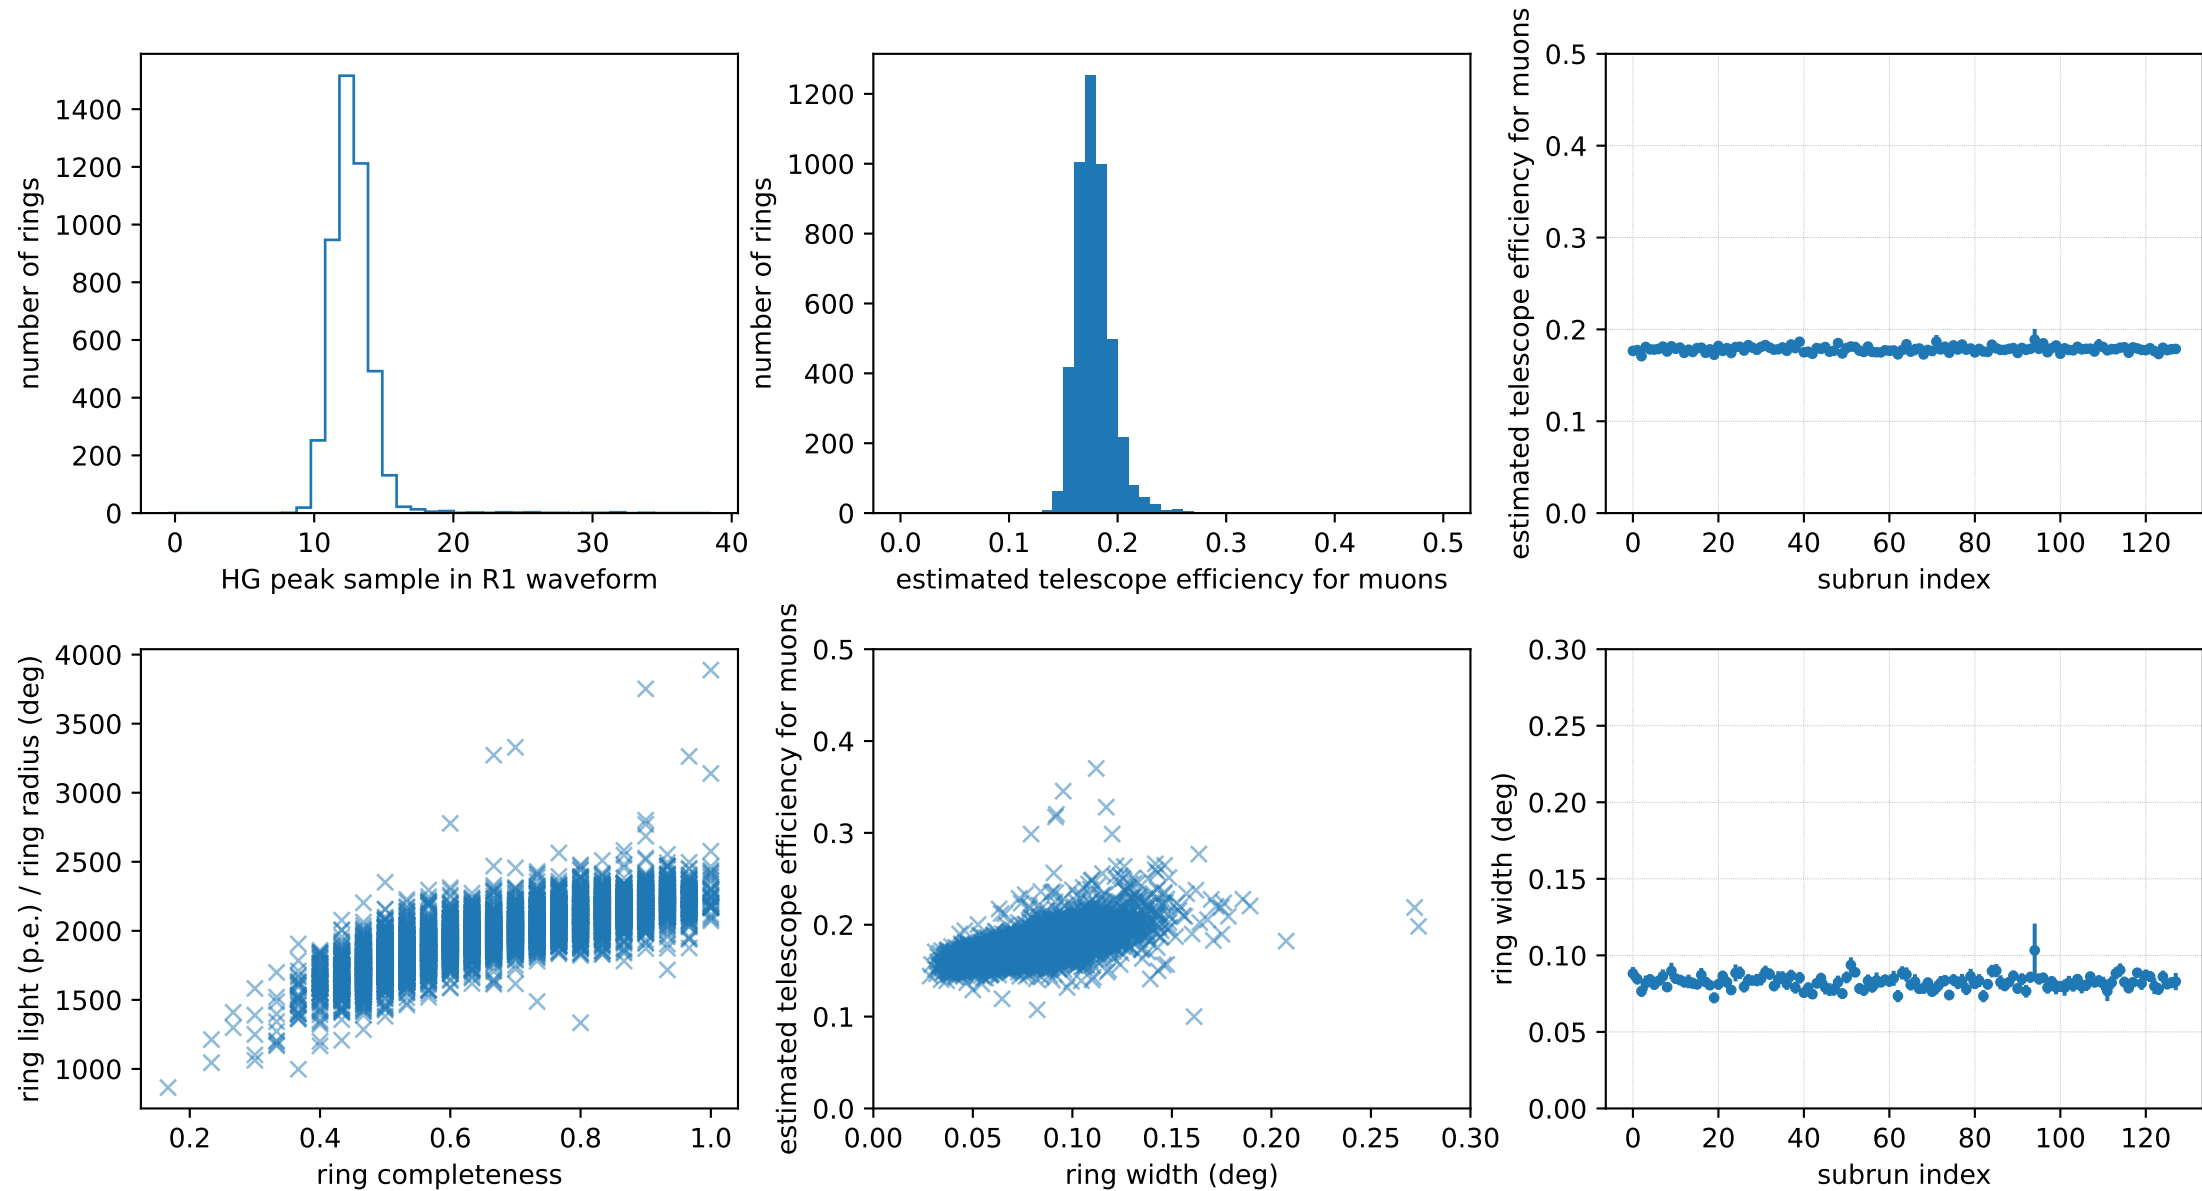 number of rings
1400
1200
1000
800
600
400
200
0
0 10 20 30 40
HG peak sample in R1 waveform
number of rings
1200
1000
800
600
400
200
0
0.0 0.1 0.2 0.3 0.4 0.5
estimated telescope efficiency for muons
estimated telescope efficiency for muons
0.5
0.4
0.3
0.2
0.1
0.0
0 20 40 60 80 100 120
subrun index
ring light (p.e.) / ring radius (deg)
4000
3500
3000
2500
2000
1500
1000
0.2 0.4 0.6 0.8 1.0
ring completeness
estimated telescope efficiency for muons
0.5
0.4
0.3
0.2
0.1
0.0
0.00 0.05 0.10 0.15 0.20 0.25 0.30
ring width (deg)
ring width (deg)
0.30
0.25
0.20
0.15
0.10
0.05
0.00
0 20 40 60 80 100 120
subrun index